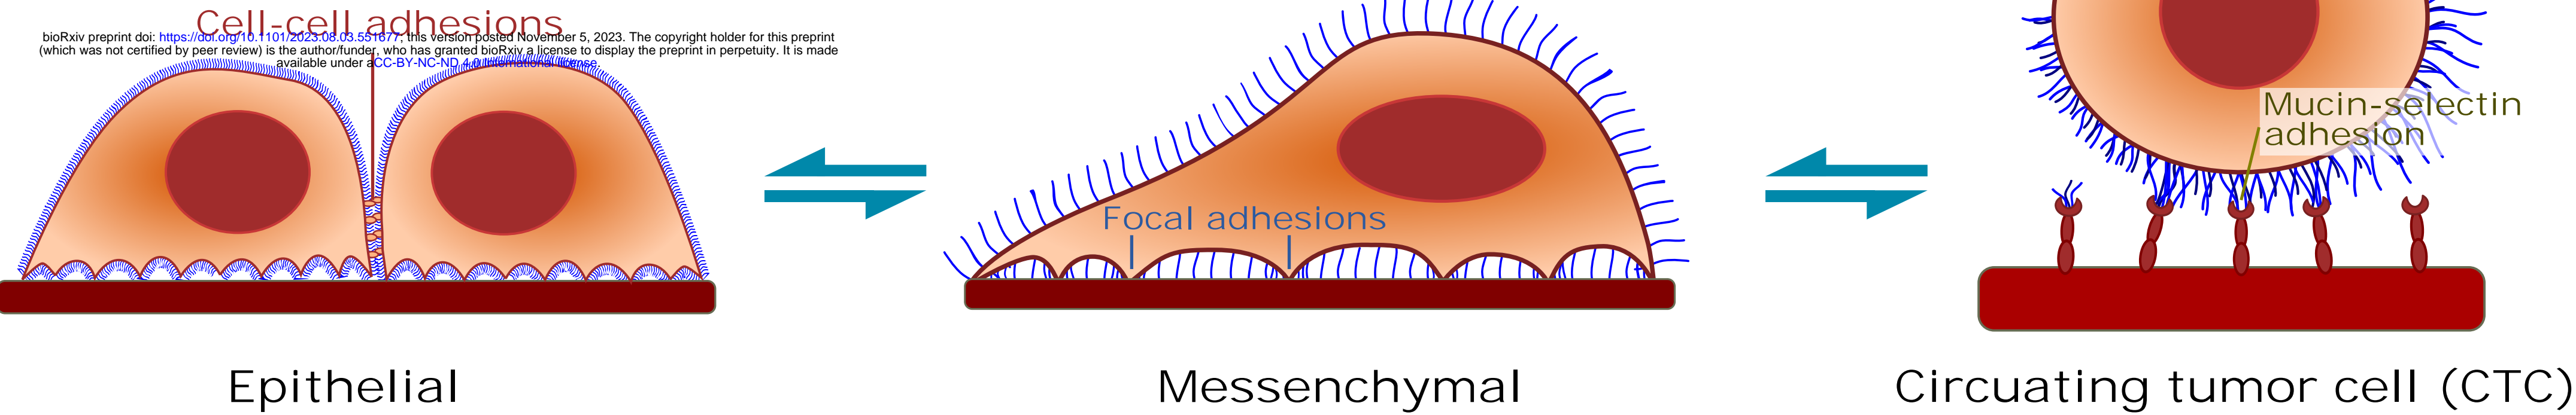 Cell-cell adhesions
bioRxiv preprint doi: https://doi.org/10.1101/2023.08.03.551677; this version posted November 5, 2023. The copyright holder for this preprint
(which was not certified by peer review) is the author/funder, who has granted bioRxiv a license to display the preprint in perpetuity. It is made
available under aCC-BY-NC-ND 4.0 International license.
Mucin-selectin
adhesion
Focal adhesions
Epithelial
Messenchymal
Circuating tumor cell (CTC)